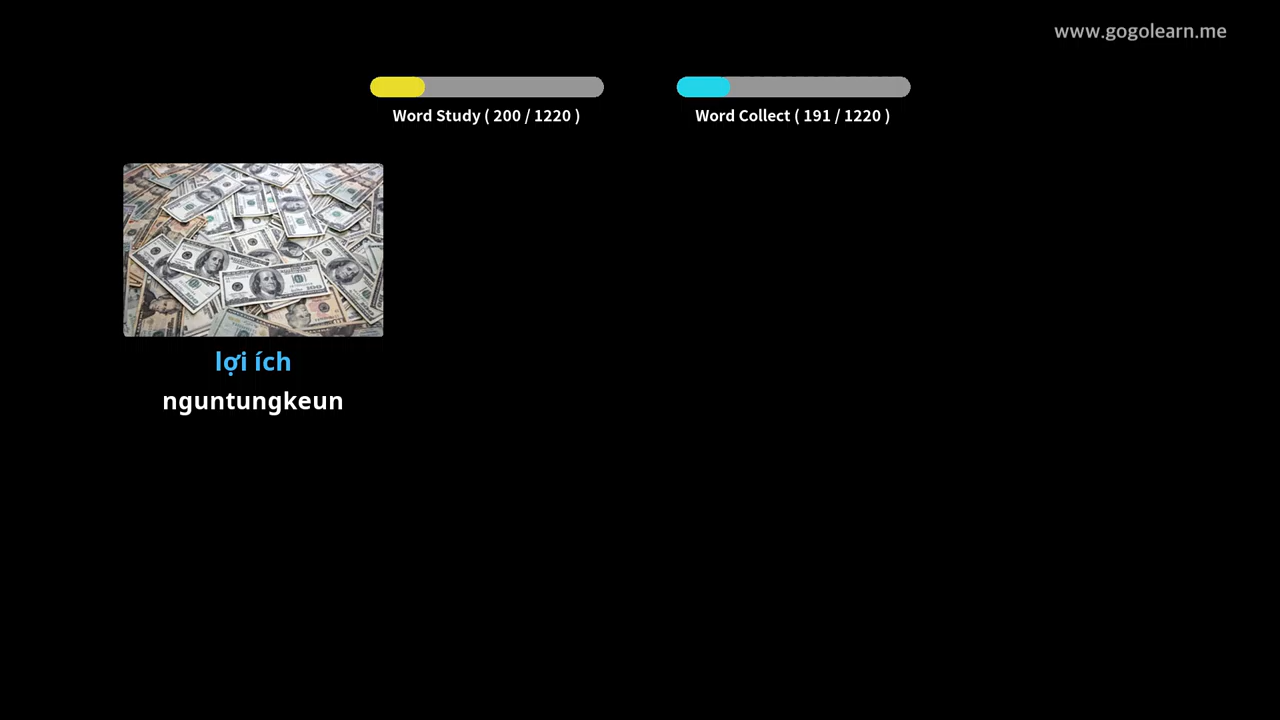 www.gogolearn.me
Word Study ( 200 / 1220 )
Word Collect ( 191 / 1220 )
lợi ích
nguntungkeun